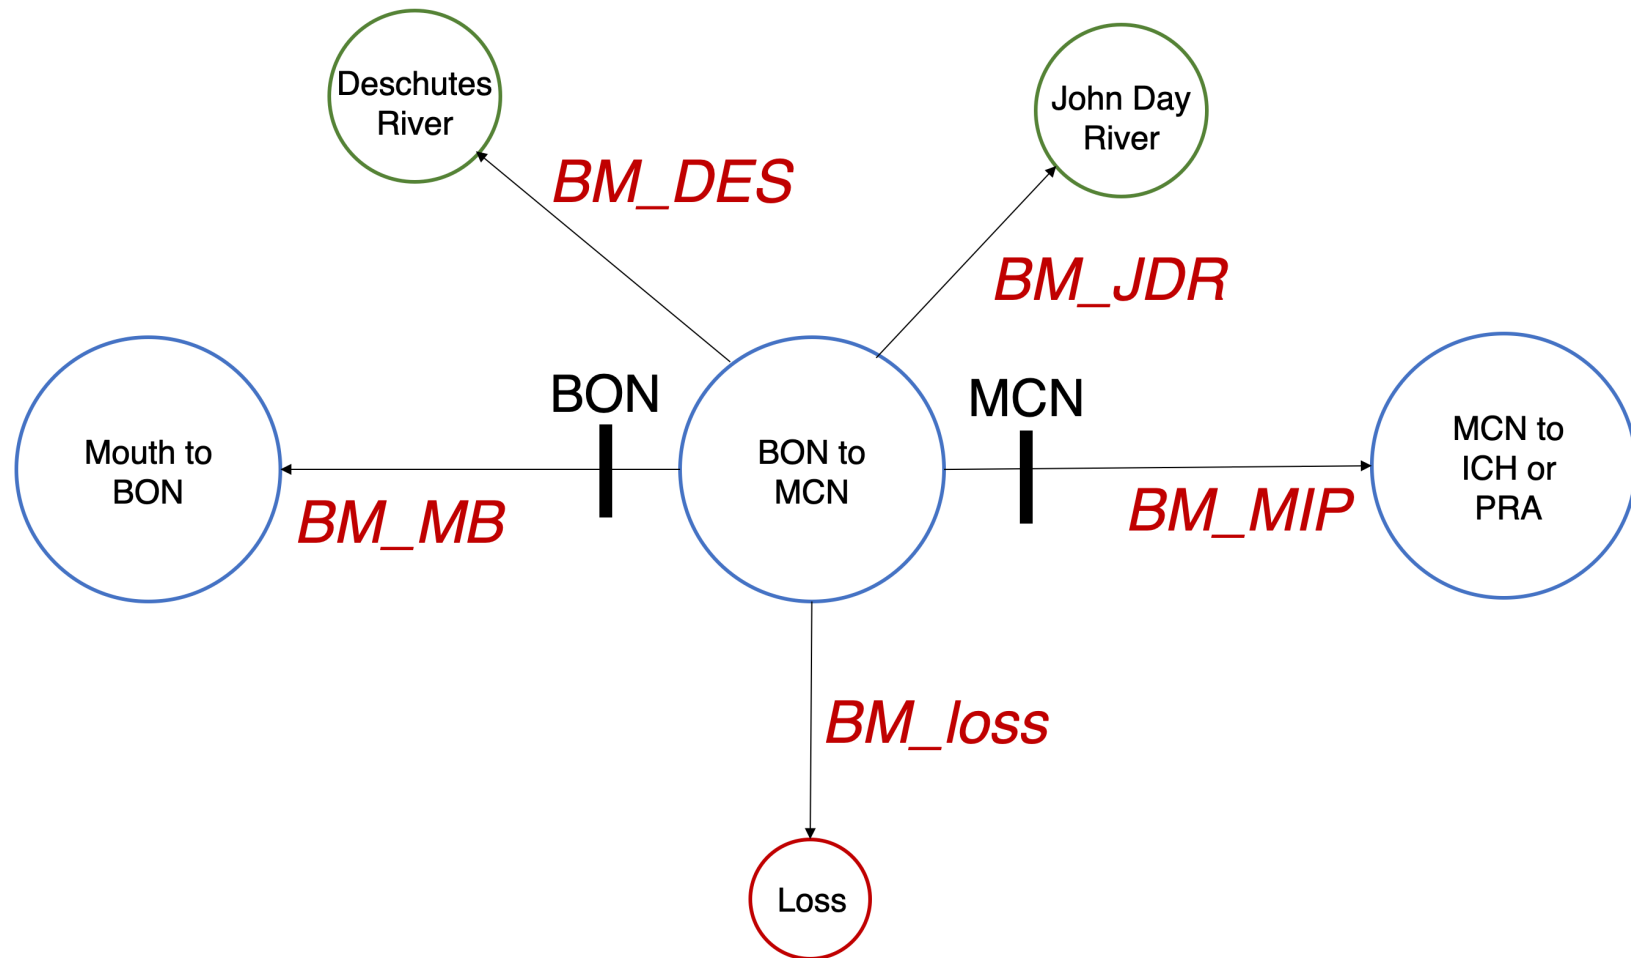 Deschutes
River
John Day
River
BM_DES
BM_JDR
BON
MCN
Mouth to
BON
BON to
MCN
MCN to
ICH or
PRA
BM_MB
BM_MIP
BM_loss
Loss